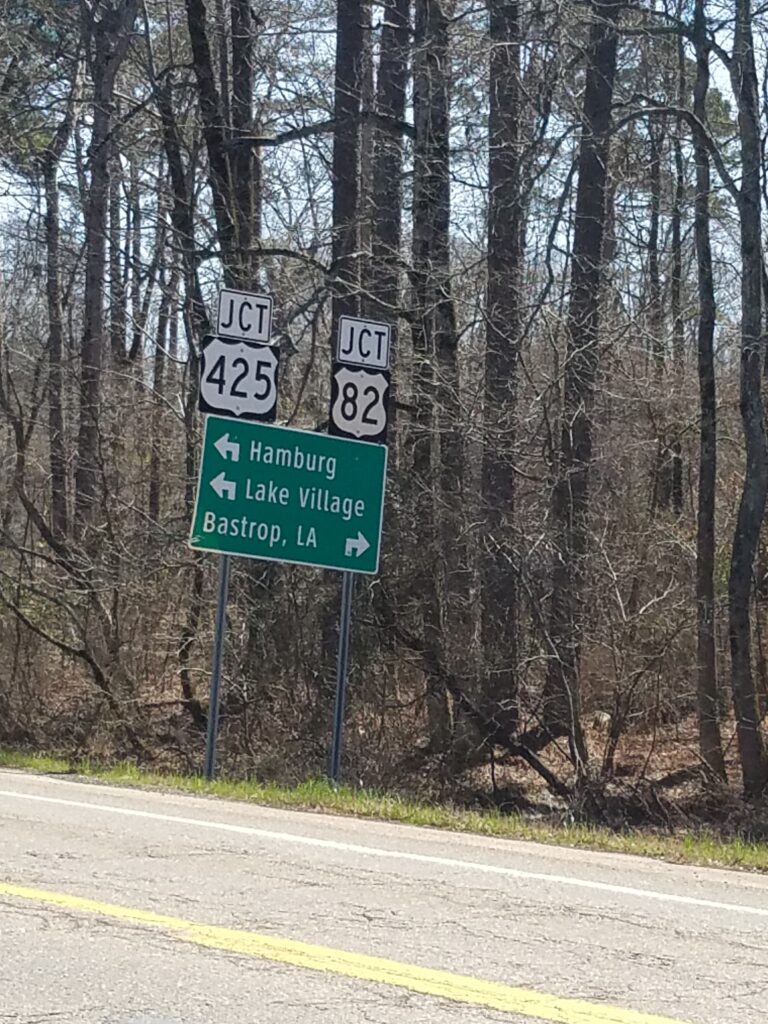 JCT
425
JCT
82
Hamburg
Lake Village
Bastrop, LA